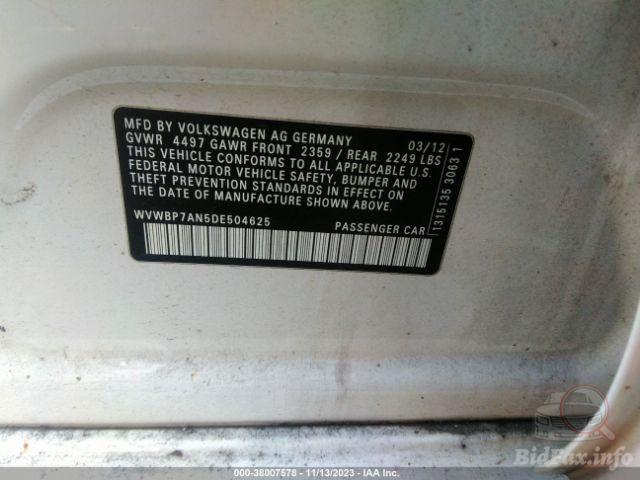 MFD BY VOLKSWAGEN AG GERMANY 03/12
GVWR 4497 GAWR FRONT 2359 / REAR 2249 LBS
THIS VEHICLE CONFORMS TO ALL APPLICABLE U.S.
FEDERAL MOTOR VEHICLE SAFETY, BUMPER AND
THEFT PREVENTION STANDARDS IN EFFECT ON
THE DATE OF MANUFACTURE SHOWN ABOVE.
WVWBP7AN5DE504625 PASSENGER CAR
1315135 3063 1
BidFax.info
000-38007578 - 11/13/2023 - IAA Inc.